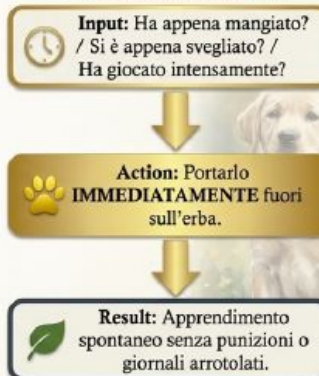 Input: Ha appena mangiato?
/ Si è appena svegliato? /
Ha giocato intensamente?
Action: Portarlo
IMMEDIATAMENTE fuori
sull'erba.
Result: Apprendimento
spontaneo senza punizioni o
giornali arrotolati.